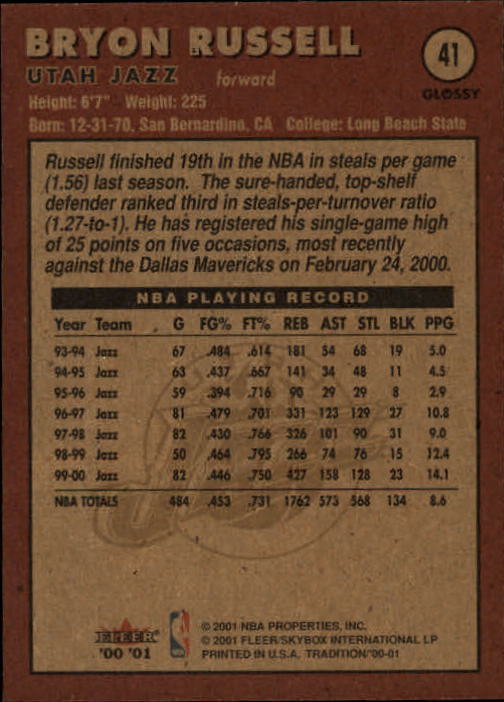 BRYON RUSSELL
41
UTAH JAZZ forward
GLOSSY
Height: 6'7" Weight: 225
Born: 12-31-70, San Bernardino, CA College: Long Beach State
Russell finished 19th in the NBA in steals per game
(1.56) last season. The sure-handed, top-shelf
defender ranked third in steals-per-turnover ratio
(1.27-to-1). He has registered his single-game high
of 25 points on five occasions, most recently
against the Dallas Mavericks on February 24, 2000.
NBA PLAYING RECORD
Year Team G FG% FT% REB AST STL BLK PPG
93-94 Jazz 67 .484 .614 181 54 68 19 5.0
94-95 Jazz 63 .437 .667 141 34 48 11 4.5
95-96 Jazz 59 .394 .716 90 29 29 8 2.9
96-97 Jazz 81 .479 .701 331 123 129 27 10.8
97-98 Jazz 82 .430 .766 326 101 90 31 9.0
98-99 Jazz 50 .464 .795 266 74 76 15 12.4
99-00 Jazz 82 .446 .750 427 158 128 23 14.1
NBA TOTALS 484 .453 .731 1762 573 568 134 8.6
FLEER
'00 '01
© 2001 NBA PROPERTIES, INC.
© 2001 FLEER/SKYBOX INTERNATIONAL LP
PRINTED IN U.S.A. TRADITION/'00-01